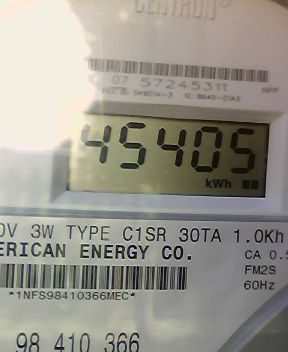 CENTRON®
07 57245311
45405
kWh
0V 3W TYPE C1SR 30TA 1.0Kh
ERICAN ENERGY CO.
CA 0.5
FM2S
60Hz
*1NFS98410366MEC*
98 410 366